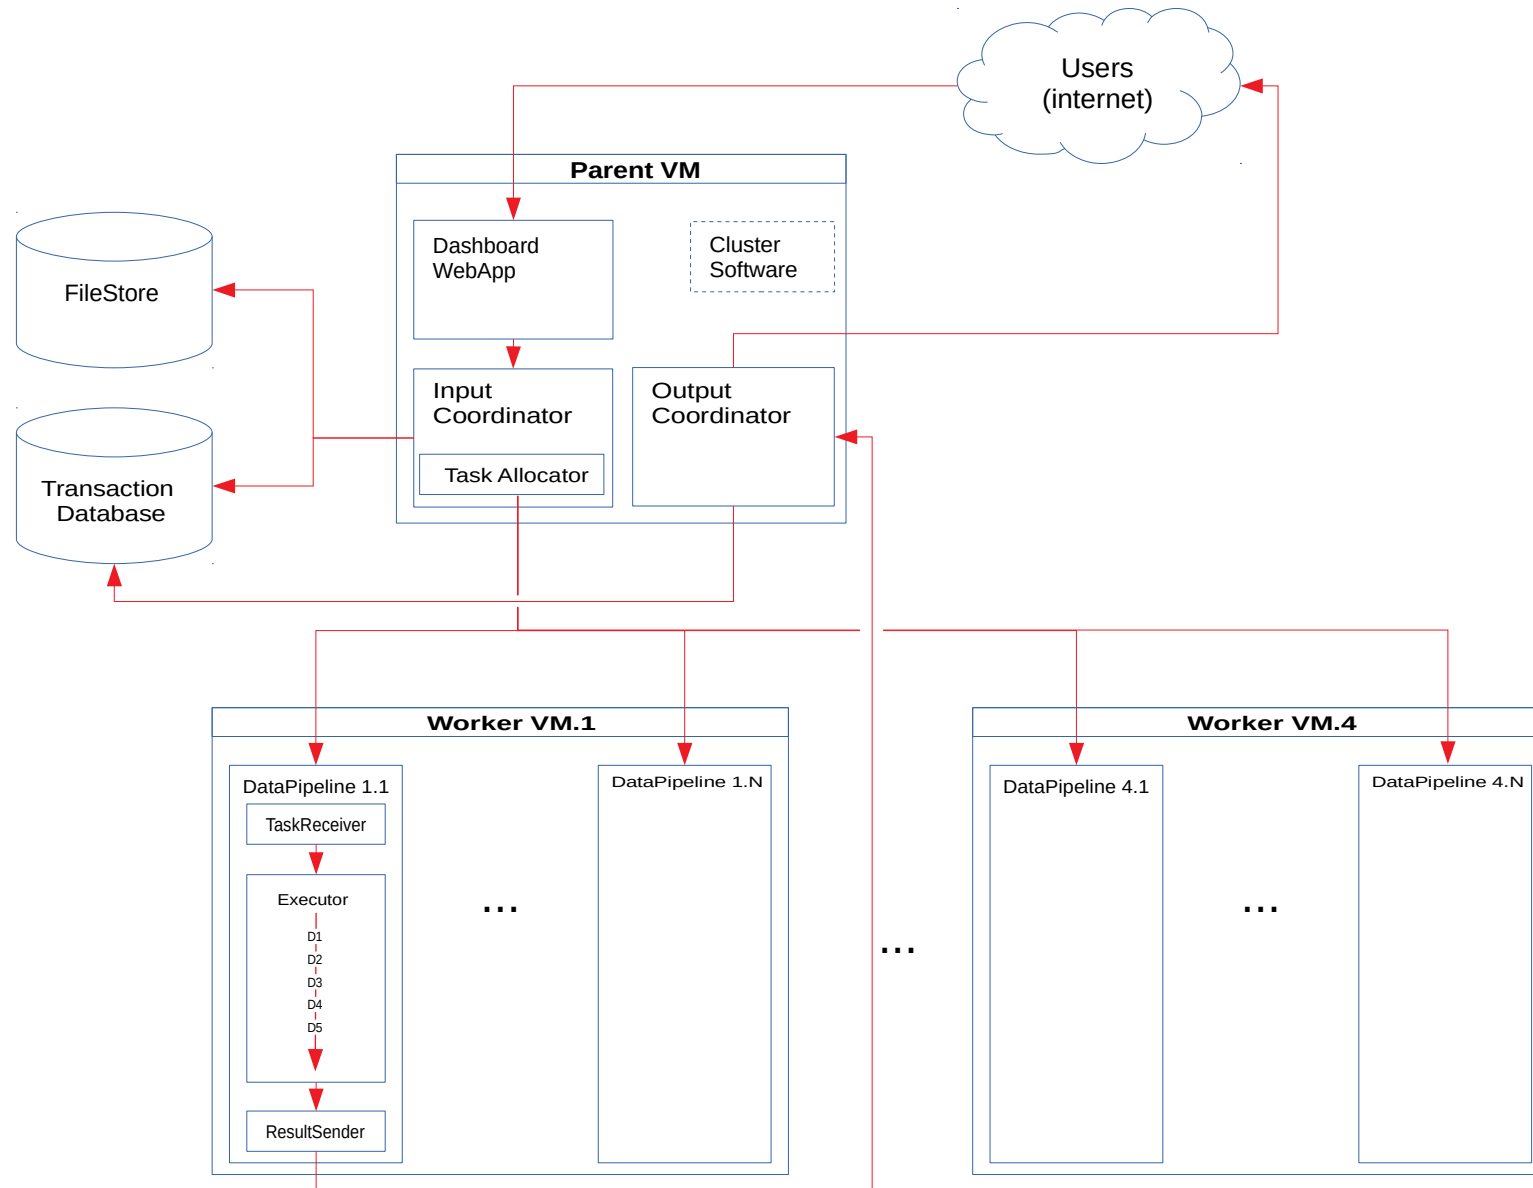 Users
(internet)
Parent VM
Dashboard
WebApp
Cluster
Software
FileStore
Input
Coordinator
Output
Coordinator
Task Allocator
Transaction
Database
Worker VM.1
Worker VM.4
DataPipeline 1.1
DataPipeline 1.N
DataPipeline 4.1
DataPipeline 4.N
TaskReceiver
Executor
...
...
...
D1
D2
D3
D4
D5
ResultSender